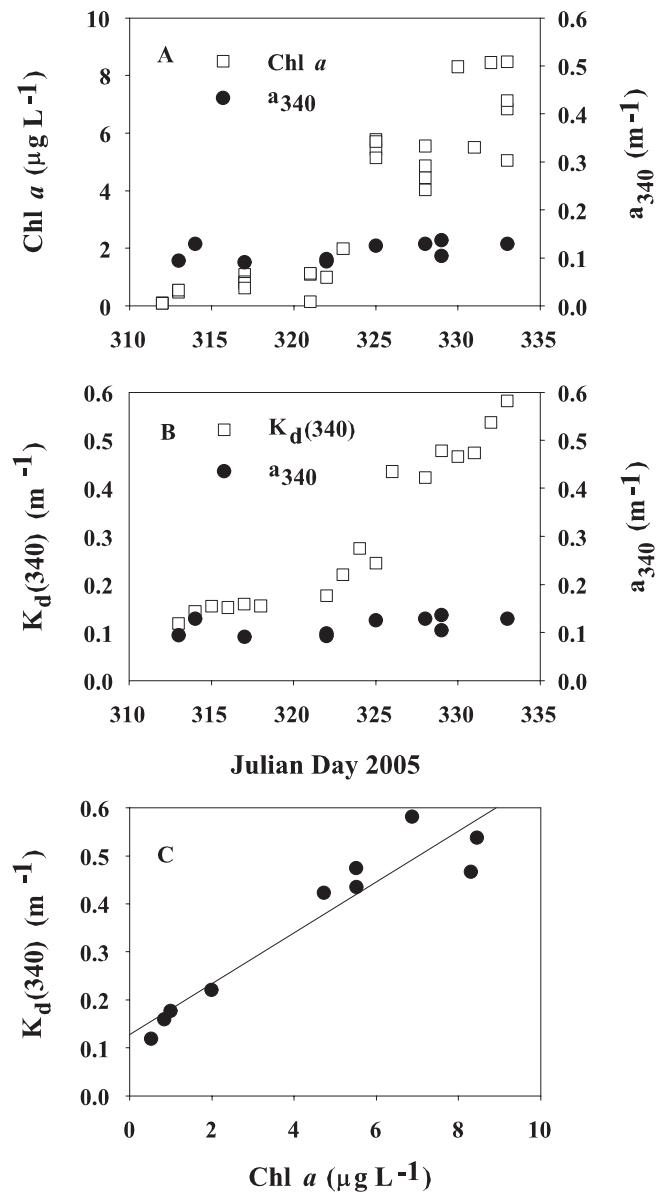 A
Chl a
a340
Chl a (µg L-1)
a340 (m-1)
10
8
6
4
2
0
0.6
0.5
0.4
0.3
0.2
0.1
0.0
310 315 320 325 330 335
B
Kd(340)
a340
Kd(340) (m-1)
a340 (m-1)
0.6
0.5
0.4
0.3
0.2
0.1
0.0
0.6
0.5
0.4
0.3
0.2
0.1
0.0
310 315 320 325 330 335
Julian Day 2005
C
Kd(340) (m-1)
0.6
0.5
0.4
0.3
0.2
0.1
0.0
0 2 4 6 8 10
Chl a (µg L-1)